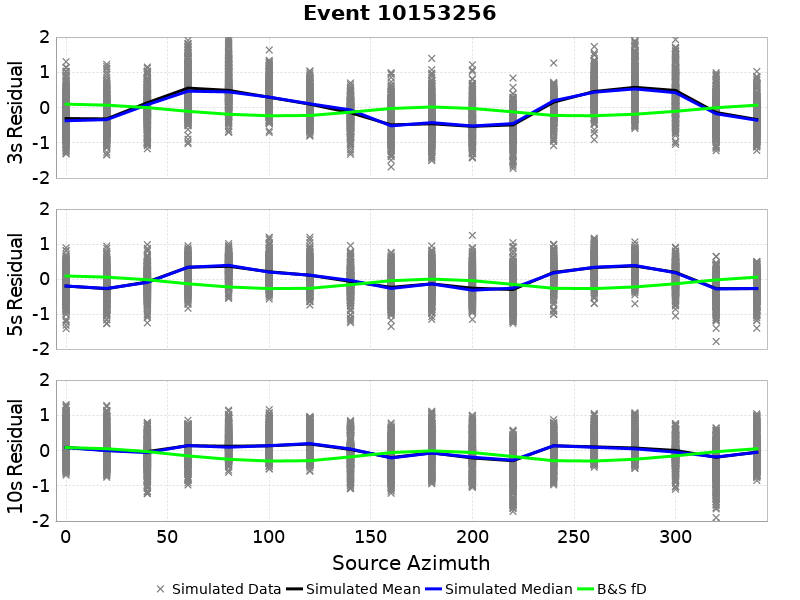 Event 10153256
3s Residual
2
1
0
-1
-2
5s Residual
2
1
0
-1
-2
10s Residual
2
1
0
-1
-2
0 50 100 150 200 250 300
Source Azimuth
Simulated Data Simulated Mean Simulated Median B&S fD